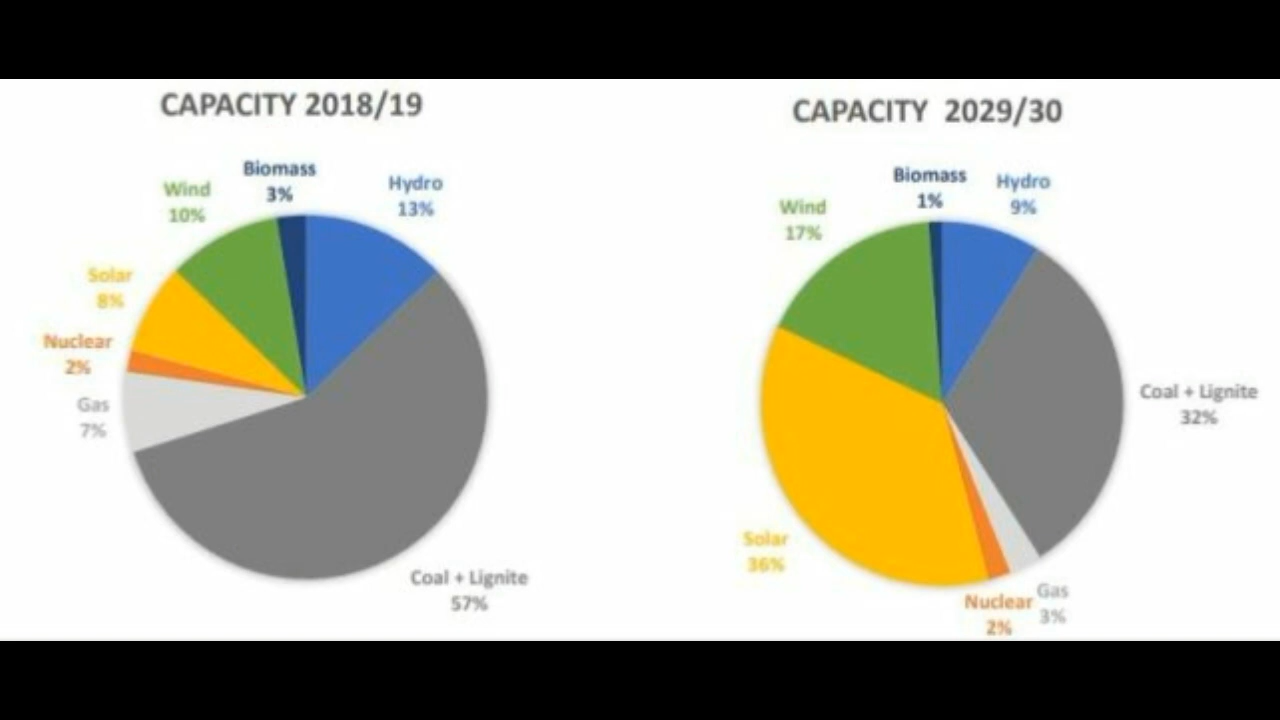 CAPACITY 2018/19
Biomass
3%
Hydro
13%
Wind
10%
Solar
8%
Nuclear
2%
Gas
7%
Coal + Lignite
57%
CAPACITY 2029/30
Biomass
1%
Hydro
9%
Wind
17%
Coal + Lignite
32%
Solar
36%
Nuclear
2%
Gas
3%